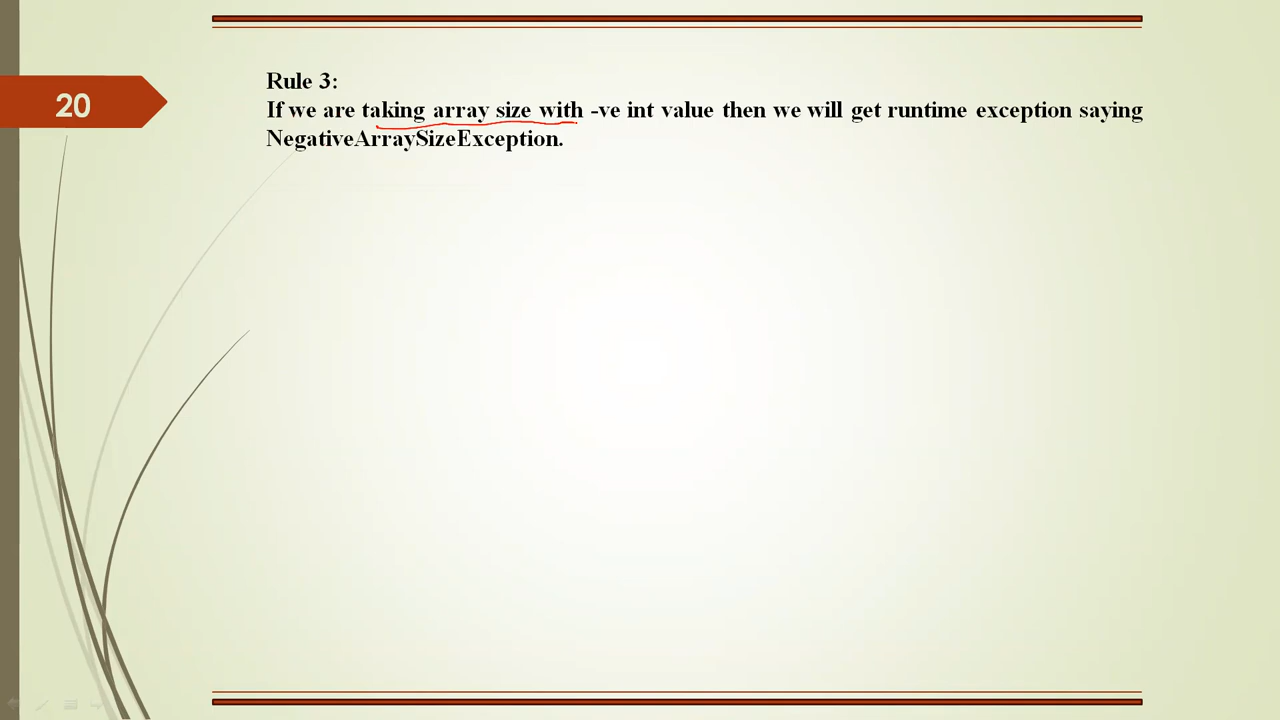 20
Rule 3:
If we are taking array size with -ve int value then we will get runtime exception saying
NegativeArraySizeException.